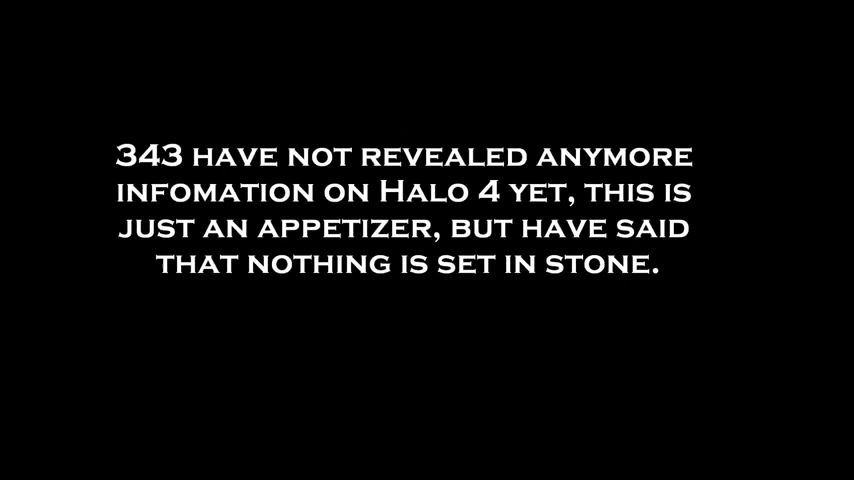 343 HAVE NOT REVEALED ANYMORE
INFOMATION ON HALO 4 YET, THIS IS
JUST AN APPETIZER, BUT HAVE SAID
THAT NOTHING IS SET IN STONE.